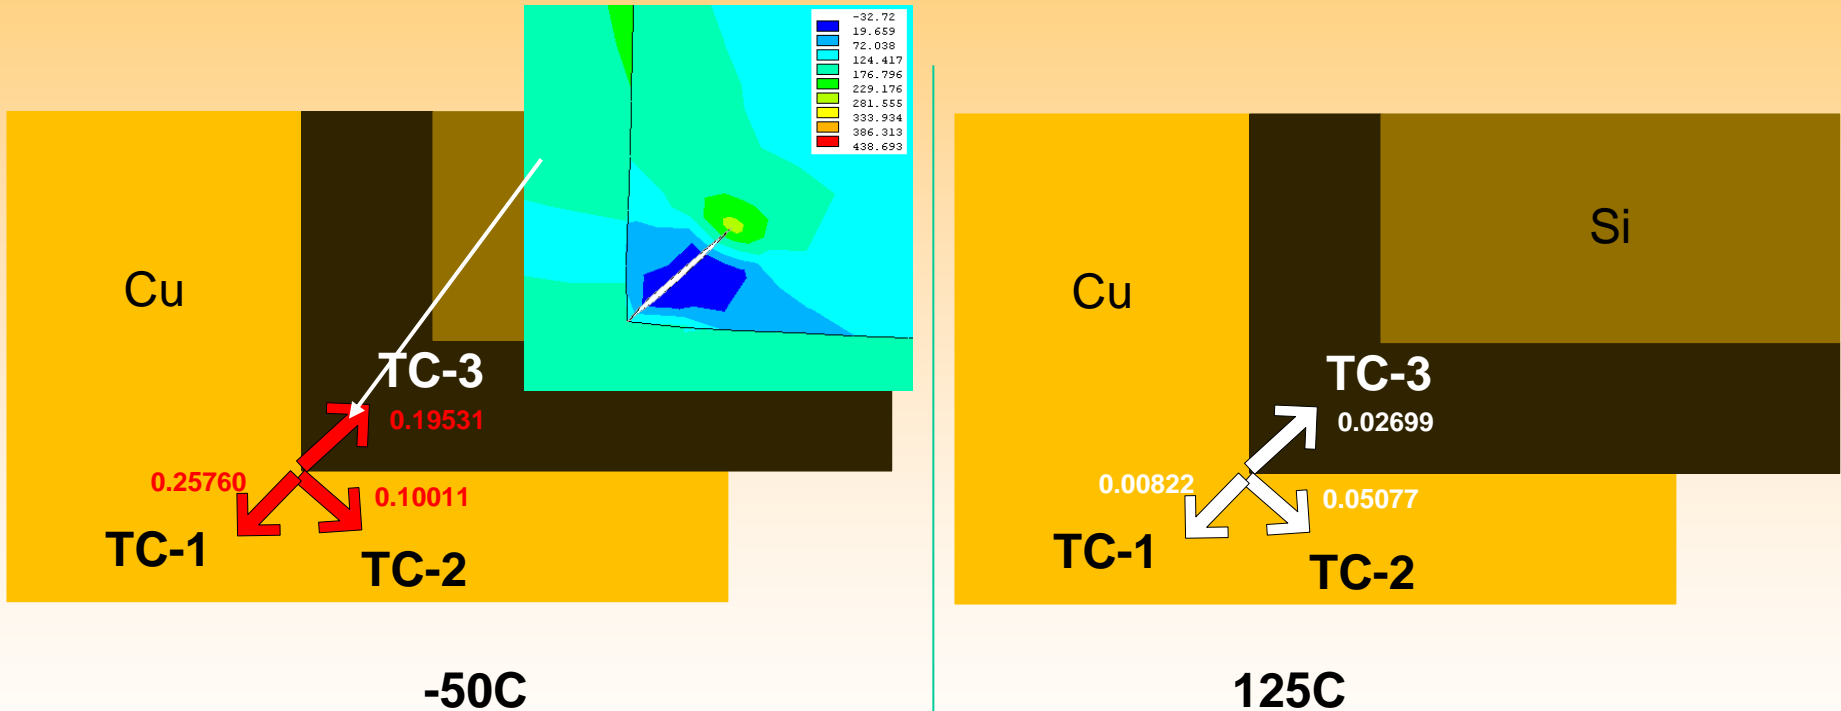 -32.72
19.659
72.038
124.417
176.796
229.176
281.555
333.934
386.313
438.693
Cu
TC-3
0.19531
0.25760
0.10011
TC-1
TC-2
-50C
Si
Cu
TC-3
0.02699
0.00822
0.05077
TC-1
TC-2
125C